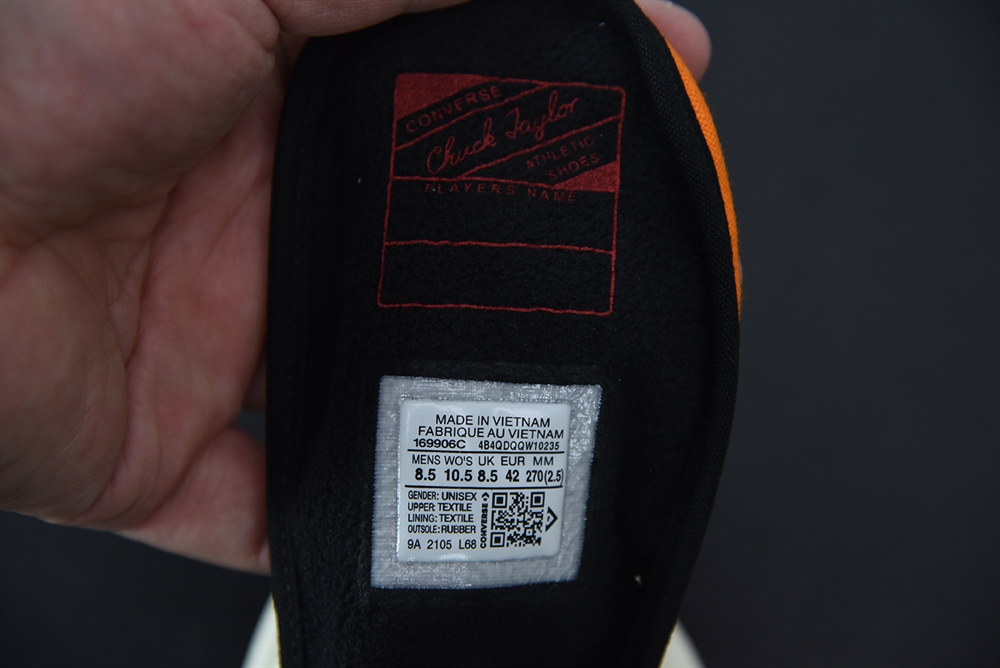 CONVERSE
Chuck Taylor
ATHLETIC
SHOES
PLAYERS NAME
MADE IN VIETNAM
FABRIQUE AU VIETNAM
169906C 4B4QDQQW10235
MENS WO'S UK EUR MM
8.5 10.5 8.5 42 270(2.5)
GENDER: UNISEX
UPPER: TEXTILE
LINING: TEXTILE
OUTSOLE: RUBBER
9A 2105 L68
CONVERSE